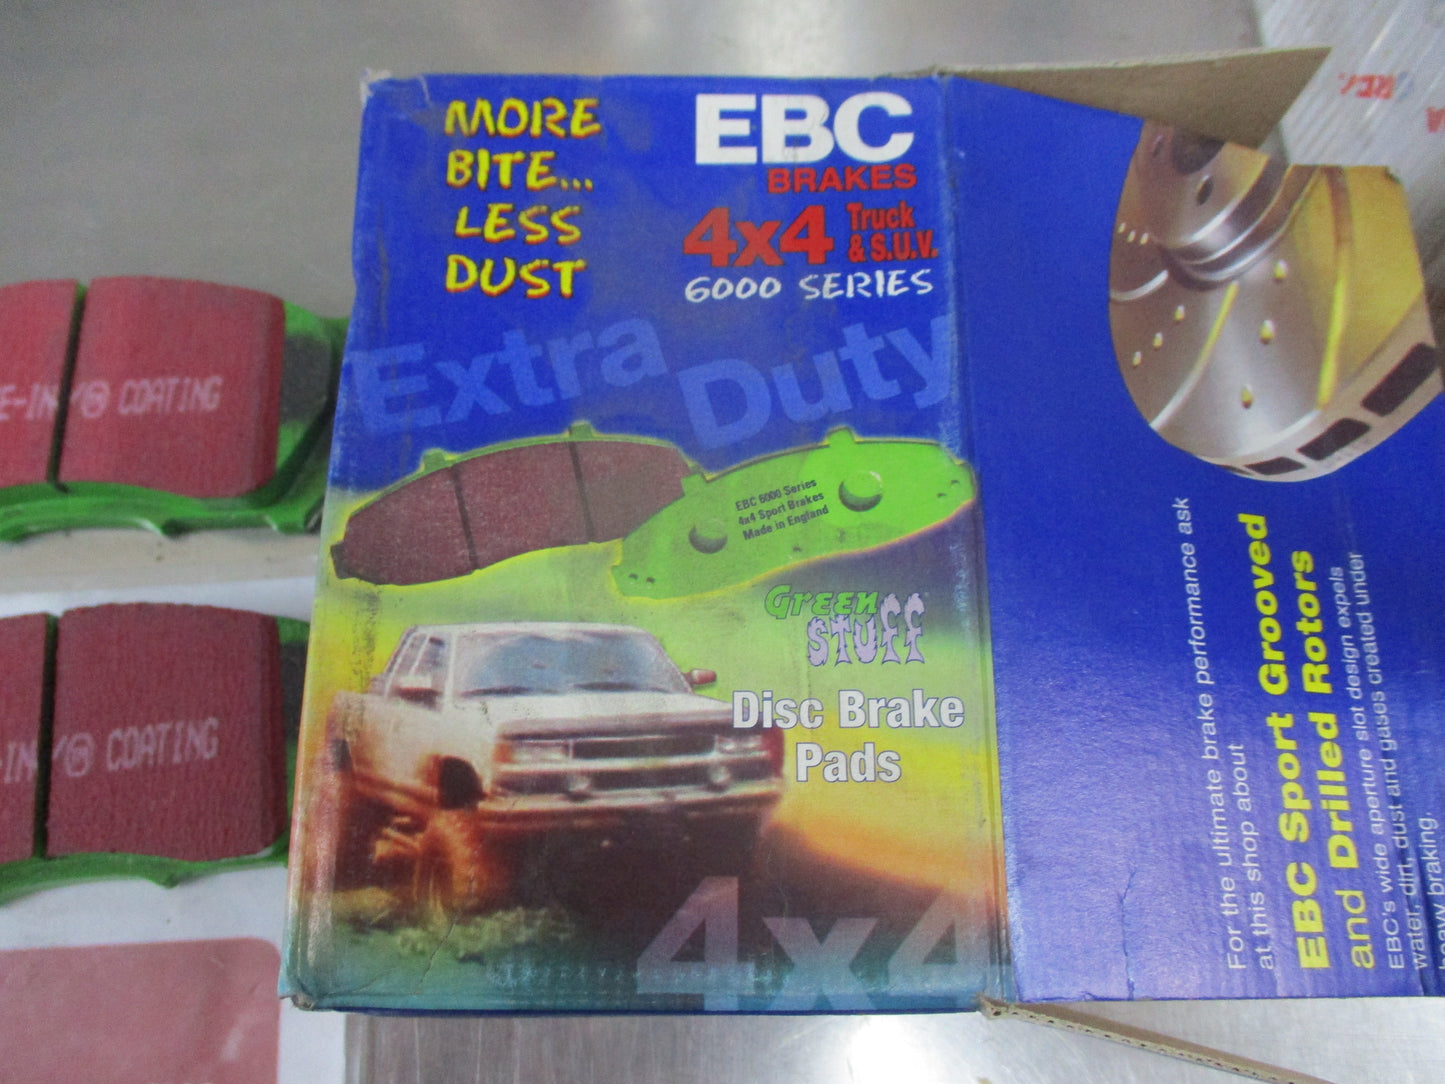 MORE
BITE...
LESS
DUST
EBC
BRAKES
4x4 Truck
& S.U.V.
6000 SERIES
Extra Duty
EBC 6000 Series
4x4 Sport Brakes
Made in England
Green
STUFF
Disc Brake
Pads
4x4
COATING
COATING
For the ultimate brake performance ask
at this shop about
EBC Sport Grooved
and Drilled Rotors
EBC's wide aperture slot design expels
water, dirt, dust and gases created under
heavy braking.